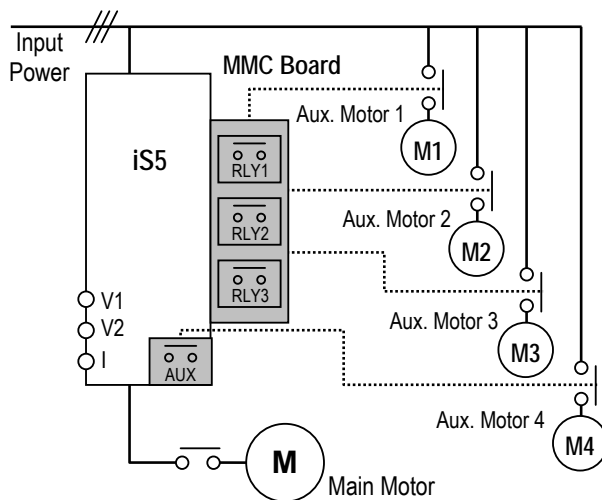 Input
Power
MMC Board
Aux. Motor 1
M1
iS5
RLY1
RLY2
Aux. Motor 2
M2
RLY3
V1
V2
I
Aux. Motor 3
M3
AUX
Aux. Motor 4
M4
M
Main Motor